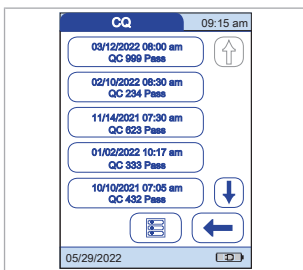 CQ
09:15 am
03/12/2022 08:00 am
QC 999 Pass
02/10/2022 08:30 am
QC 234 Pass
11/14/2021 07:30 am
QC 623 Pass
01/02/2022 10:17 am
QC 333 Pass
10/10/2021 07:05 am
QC 432 Pass
05/29/2022